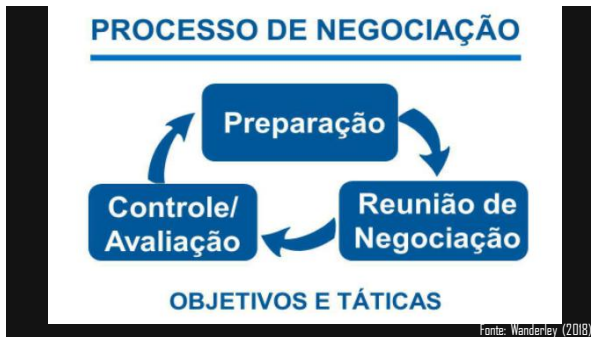 PROCESSO DE NEGOCIAÇÃO
Preparação
Reunião de
Negociação
Controle/
Avaliação
OBJETIVOS E TÁTICAS
Fonte: Wanderley (2018)